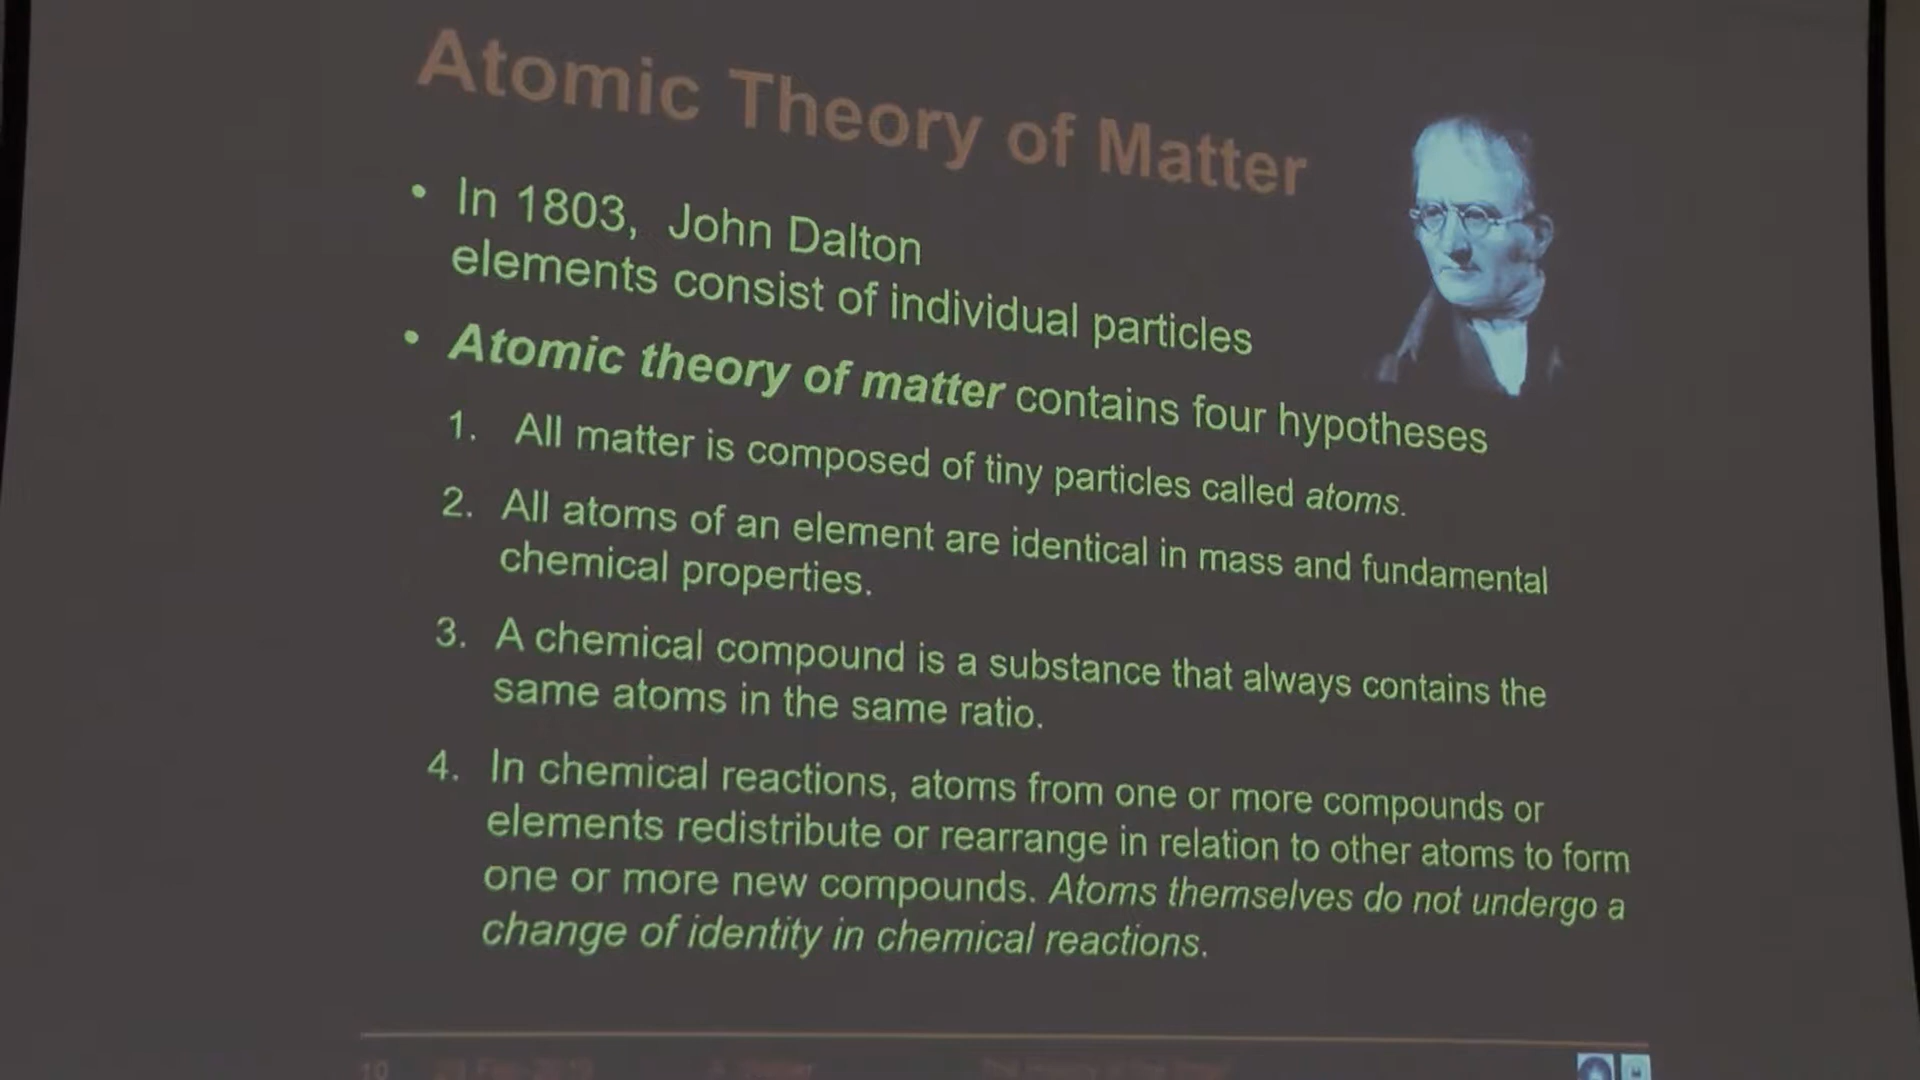 Atomic Theory of Matter
• In 1803, John Dalton
elements consist of individual particles
• Atomic theory of matter contains four hypotheses
1. All matter is composed of tiny particles called atoms.
2. All atoms of an element are identical in mass and fundamental
chemical properties.
3. A chemical compound is a substance that always contains the
same atoms in the same ratio.
4. In chemical reactions, atoms from one or more compounds or
elements redistribute or rearrange in relation to other atoms to form
one or more new compounds. Atoms themselves do not undergo a
change of identity in chemical reactions.
10